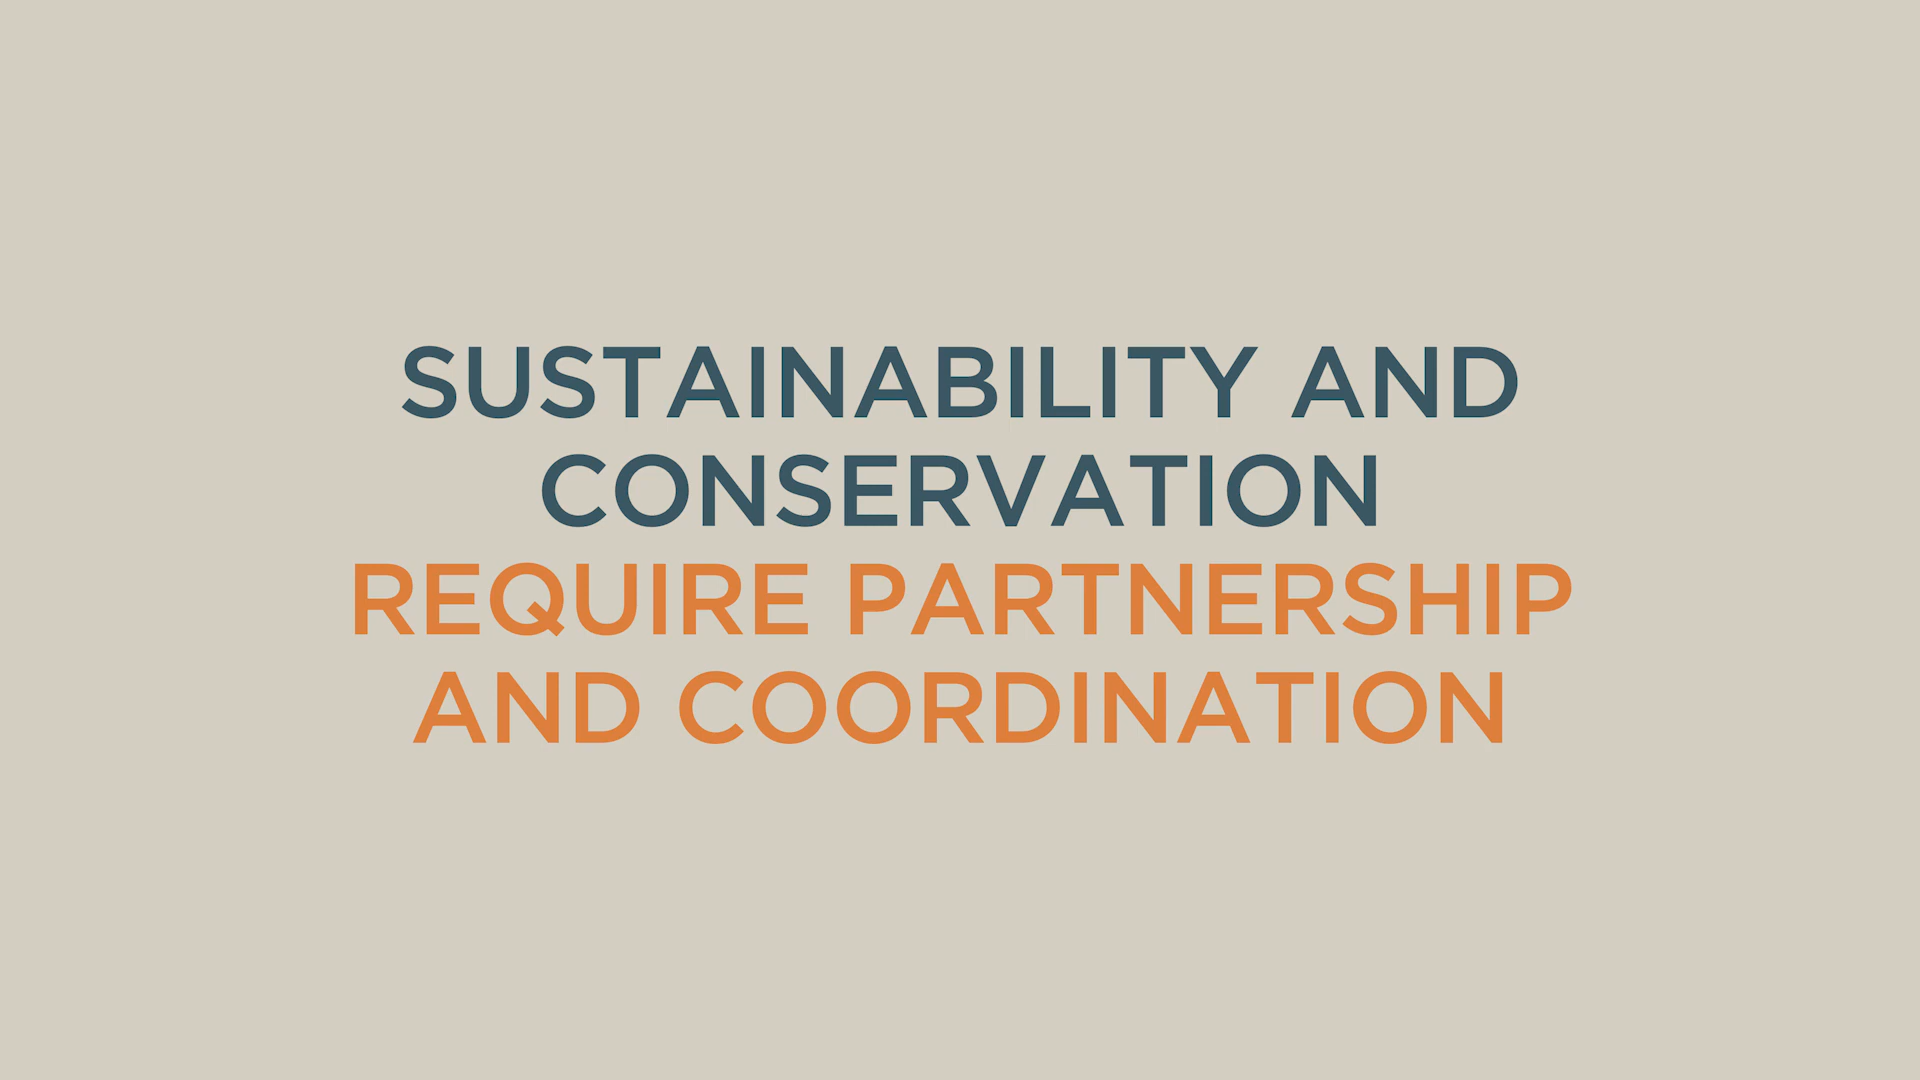 SUSTAINABILITY AND
CONSERVATION
REQUIRE PARTNERSHIP
AND COORDINATION